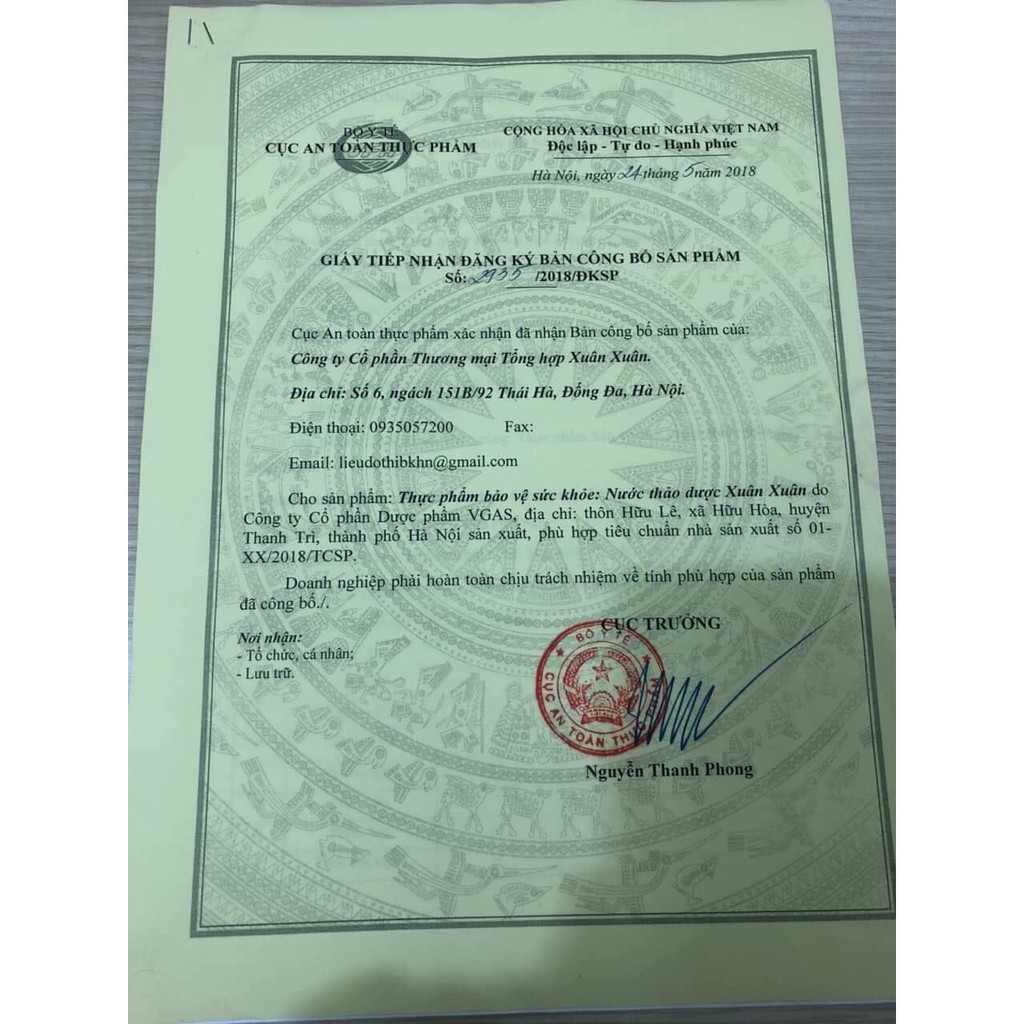 BỘ Y TẾ
CỤC AN TOÀN THỰC PHẨM
CỘNG HÒA XÃ HỘI CHỦ NGHĨA VIỆT NAM
Độc lập - Tự do - Hạnh phúc
Hà Nội, ngày 24 tháng 5 năm 2018
GIẤY TIẾP NHẬN ĐĂNG KÝ BẢN CÔNG BỐ SẢN PHẨM
Số: 2935 /2018/ĐKSP
Cục An toàn thực phẩm xác nhận đã nhận Bản công bố sản phẩm của:
Công ty Cổ phần Thương mại Tổng hợp Xuân Xuân.
Địa chỉ: Số 6, ngách 151B/92 Thái Hà, Đống Đa, Hà Nội.
Điện thoại: 0935057200 Fax:
Email: lieudothibkhn@gmail.com
Cho sản phẩm: Thực phẩm bảo vệ sức khỏe: Nước thảo dược Xuân Xuân do
Công ty Cổ phần Dược phẩm VGAS, địa chỉ: thôn Hữu Lê, xã Hữu Hòa, huyện
Thanh Trì, thành phố Hà Nội sản xuất, phù hợp tiêu chuẩn nhà sản xuất số 01-
XX/2018/TCSP.
Doanh nghiệp phải hoàn toàn chịu trách nhiệm về tính phù hợp của sản phẩm
đã công bố./.
Nơi nhận:
- Tổ chức, cá nhân;
- Lưu trữ.
CỤC TRƯỞNG
BỘ Y TẾ
CỤC AN TOÀN THỰC PHẨM
Nguyễn Thanh Phong